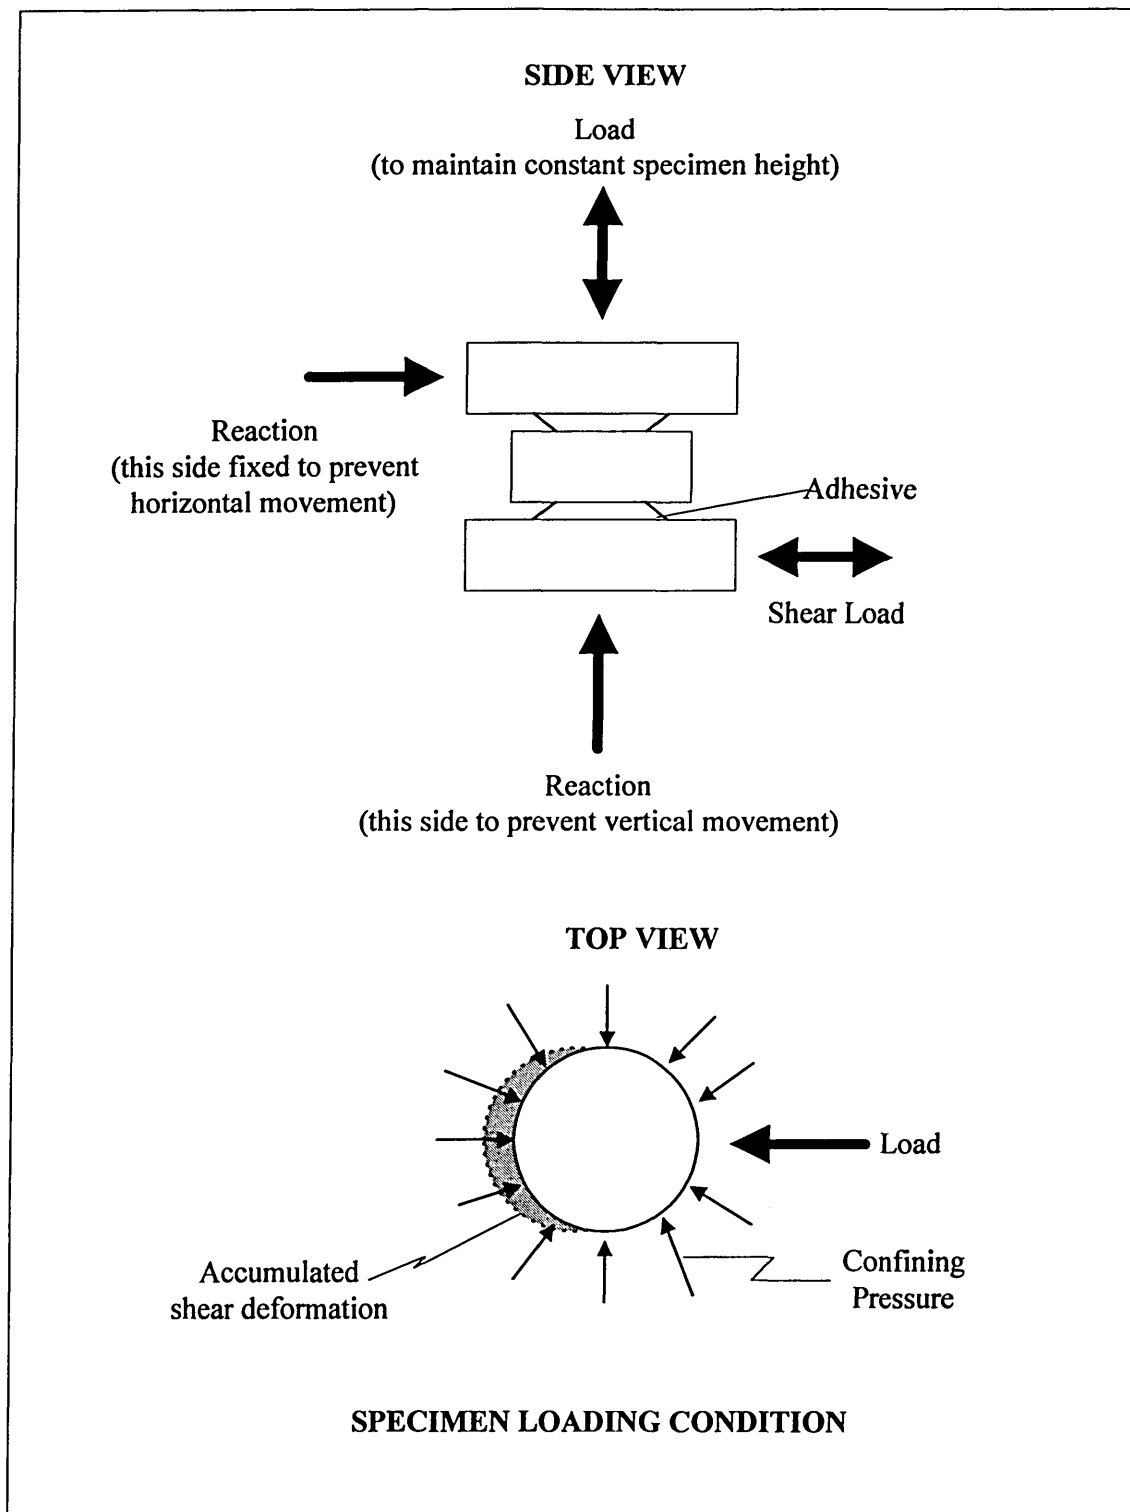 SIDE VIEW
Load
(to maintain constant specimen height)
Reaction
(this side fixed to prevent
horizontal movement)
Adhesive
Shear Load
Reaction
(this side to prevent vertical movement)
TOP VIEW
Load
Accumulated
shear deformation
Confining
Pressure
SPECIMEN LOADING CONDITION